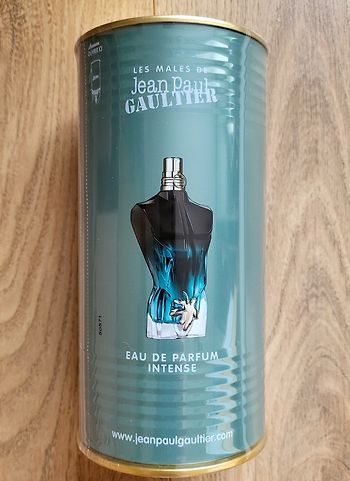 LES MALES DE
Jean Paul
GAULTIER
EAU DE PARFUM
INTENSE
www.jeanpaulgaultier.com